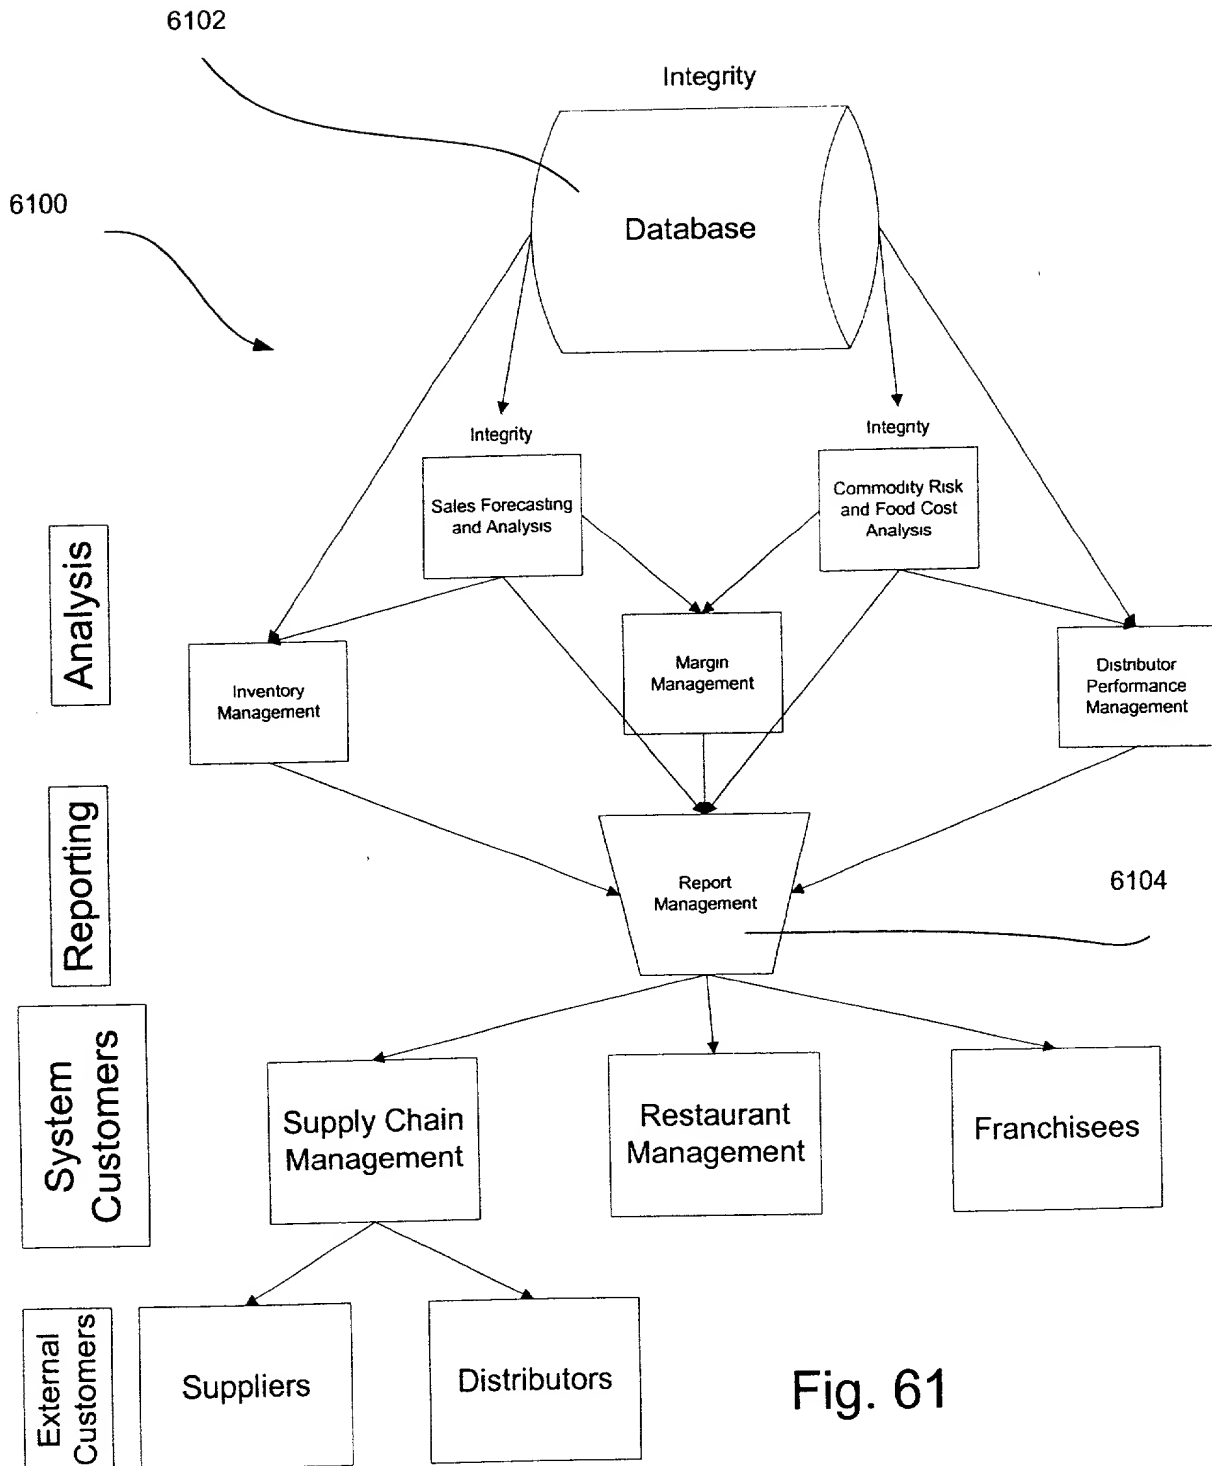 6102
Integrity
6100
Database
Integrity
Integrity
Sales Forecasting
and Analysis
Commodity Risk
and Food Cost
Analysis
Analysis
Inventory
Management
Margin
Management
Distributor
Performance
Management
Reporting
Report
Management
6104
System
Customers
Supply Chain
Management
Restaurant
Management
Franchisees
External
Customers
Suppliers
Distributors
Fig. 61